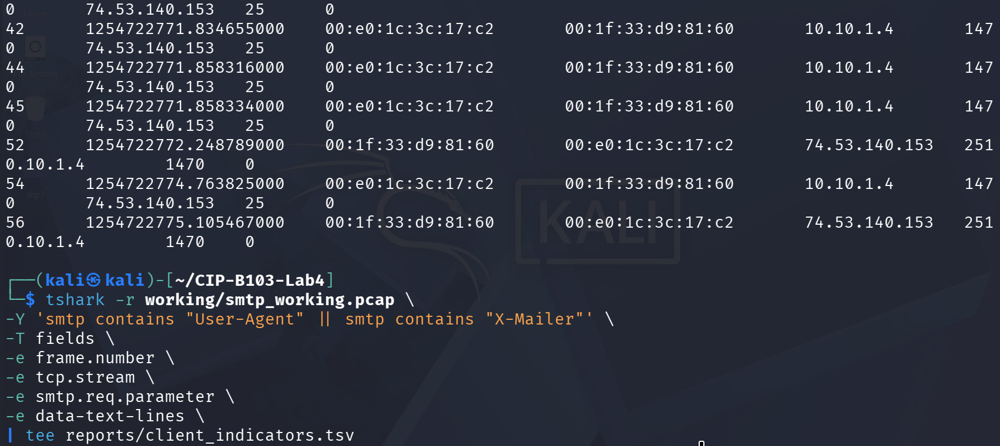 0       74.53.140.153   25      0
42      1254722771.834655000    00:e0:1c:3c:17:c2       00:1f:33:d9:81:60       10.10.1.4       147
0       74.53.140.153   25      0
44      1254722771.858316000    00:e0:1c:3c:17:c2       00:1f:33:d9:81:60       10.10.1.4       147
0       74.53.140.153   25      0
45      1254722771.858334000    00:e0:1c:3c:17:c2       00:1f:33:d9:81:60       10.10.1.4       147
0       74.53.140.153   25      0
52      1254722772.248789000    00:1f:33:d9:81:60       00:e0:1c:3c:17:c2       74.53.140.153   251
0.10.1.4        1470    0
54      1254722774.763825000    00:e0:1c:3c:17:c2       00:1f:33:d9:81:60       10.10.1.4       147
0       74.53.140.153   25      0
56      1254722775.105467000    00:1f:33:d9:81:60       00:e0:1c:3c:17:c2       74.53.140.153   251
0.10.1.4        1470    0
┌──(kali㉿kali)-[~/CIP-B103-Lab4]
└─$ tshark -r working/smtp_working.pcap \
-Y 'smtp contains "User-Agent" || smtp contains "X-Mailer"' \
-T fields \
-e frame.number \
-e tcp.stream \
-e smtp.req.parameter \
-e data-text-lines \
| tee reports/client_indicators.tsv
Home
File System
Trash
mp3
KALI